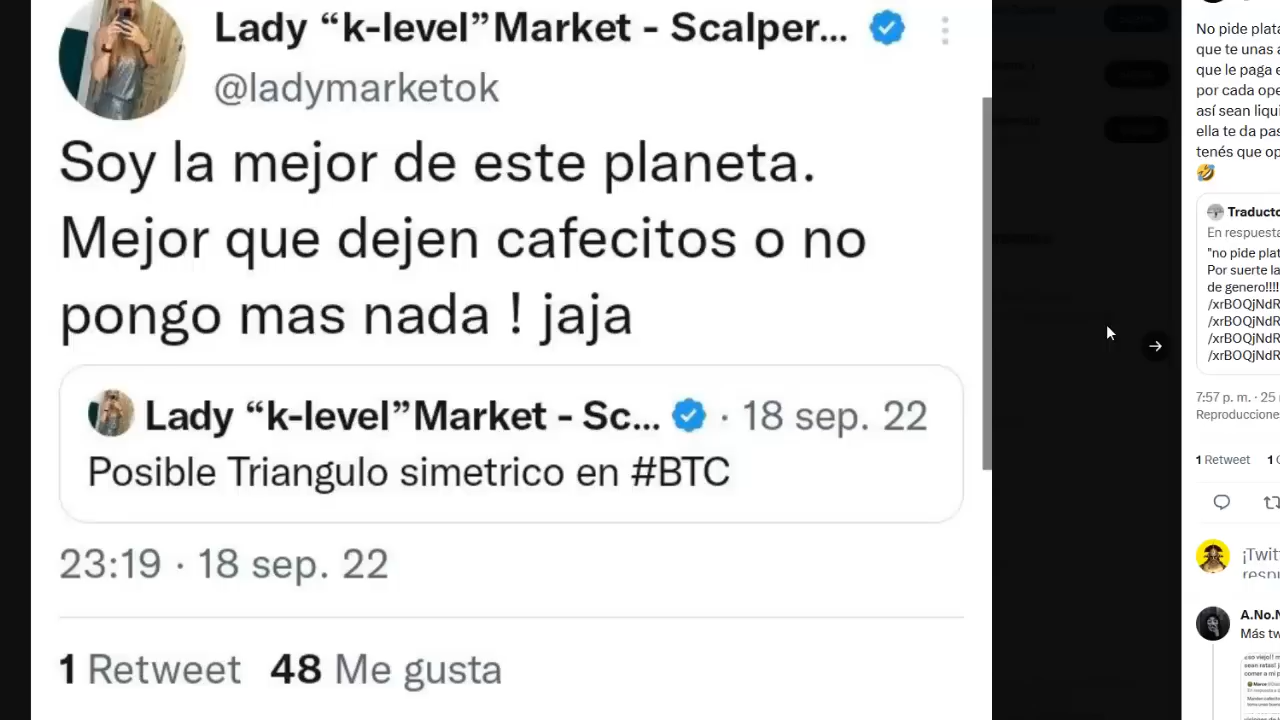 Lady “k-level”Market - Scalper...
@ladymarketok
Soy la mejor de este planeta.
Mejor que dejen cafecitos o no
pongo mas nada ! jaja
Lady “k-level”Market - Sc... · 18 sep. 22
Posible Triangulo simetrico en #BTC
23:19 · 18 sep. 22
1 Retweet 48 Me gusta
No pide plata
que te unas a
que le paga e
por cada ope
así sean liqui
ella te da pas
tenés que op
🤣
Traducto
En respuesta
"no pide plat
Por suerte la
de genero!!!!
/xrBOQjNdR
/xrBOQjNdR
/xrBOQjNdR
/xrBOQjNdR
7:57 p. m. · 25
Reproduccione
1 Retweet 1
¡Twit
respu
A.No.N
Más tw